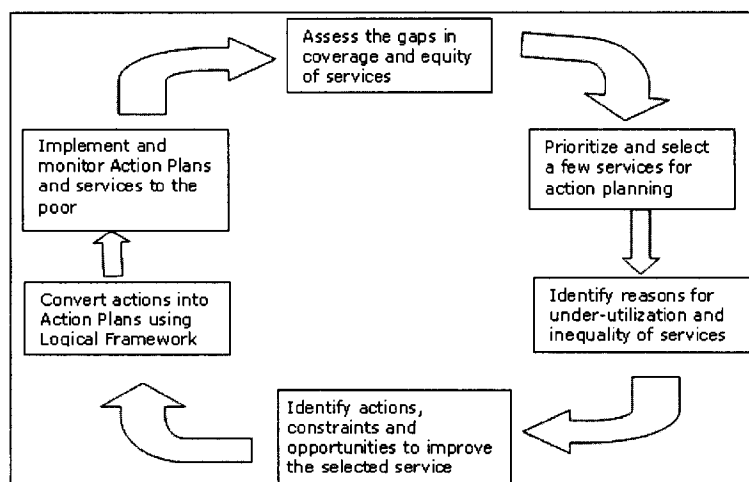 Assess the gaps in
coverage and equity
of services
Prioritize and select
a few services for
action planning
Identify reasons for
under-utilization and
inequality of services
Identify actions,
constraints and
opportunities to improve
the selected service
Convert actions into
Action Plans using
Logical Framework
Implement and
monitor Action Plans
and services to the
poor